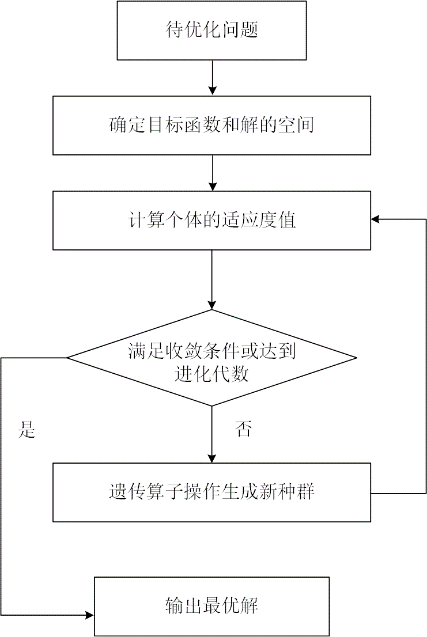 待优化问题
确定目标函数和解的空间
计算个体的适应度值
满足收敛条件或达到
进化代数
是
否
遗传算子操作生成新种群
输出最优解